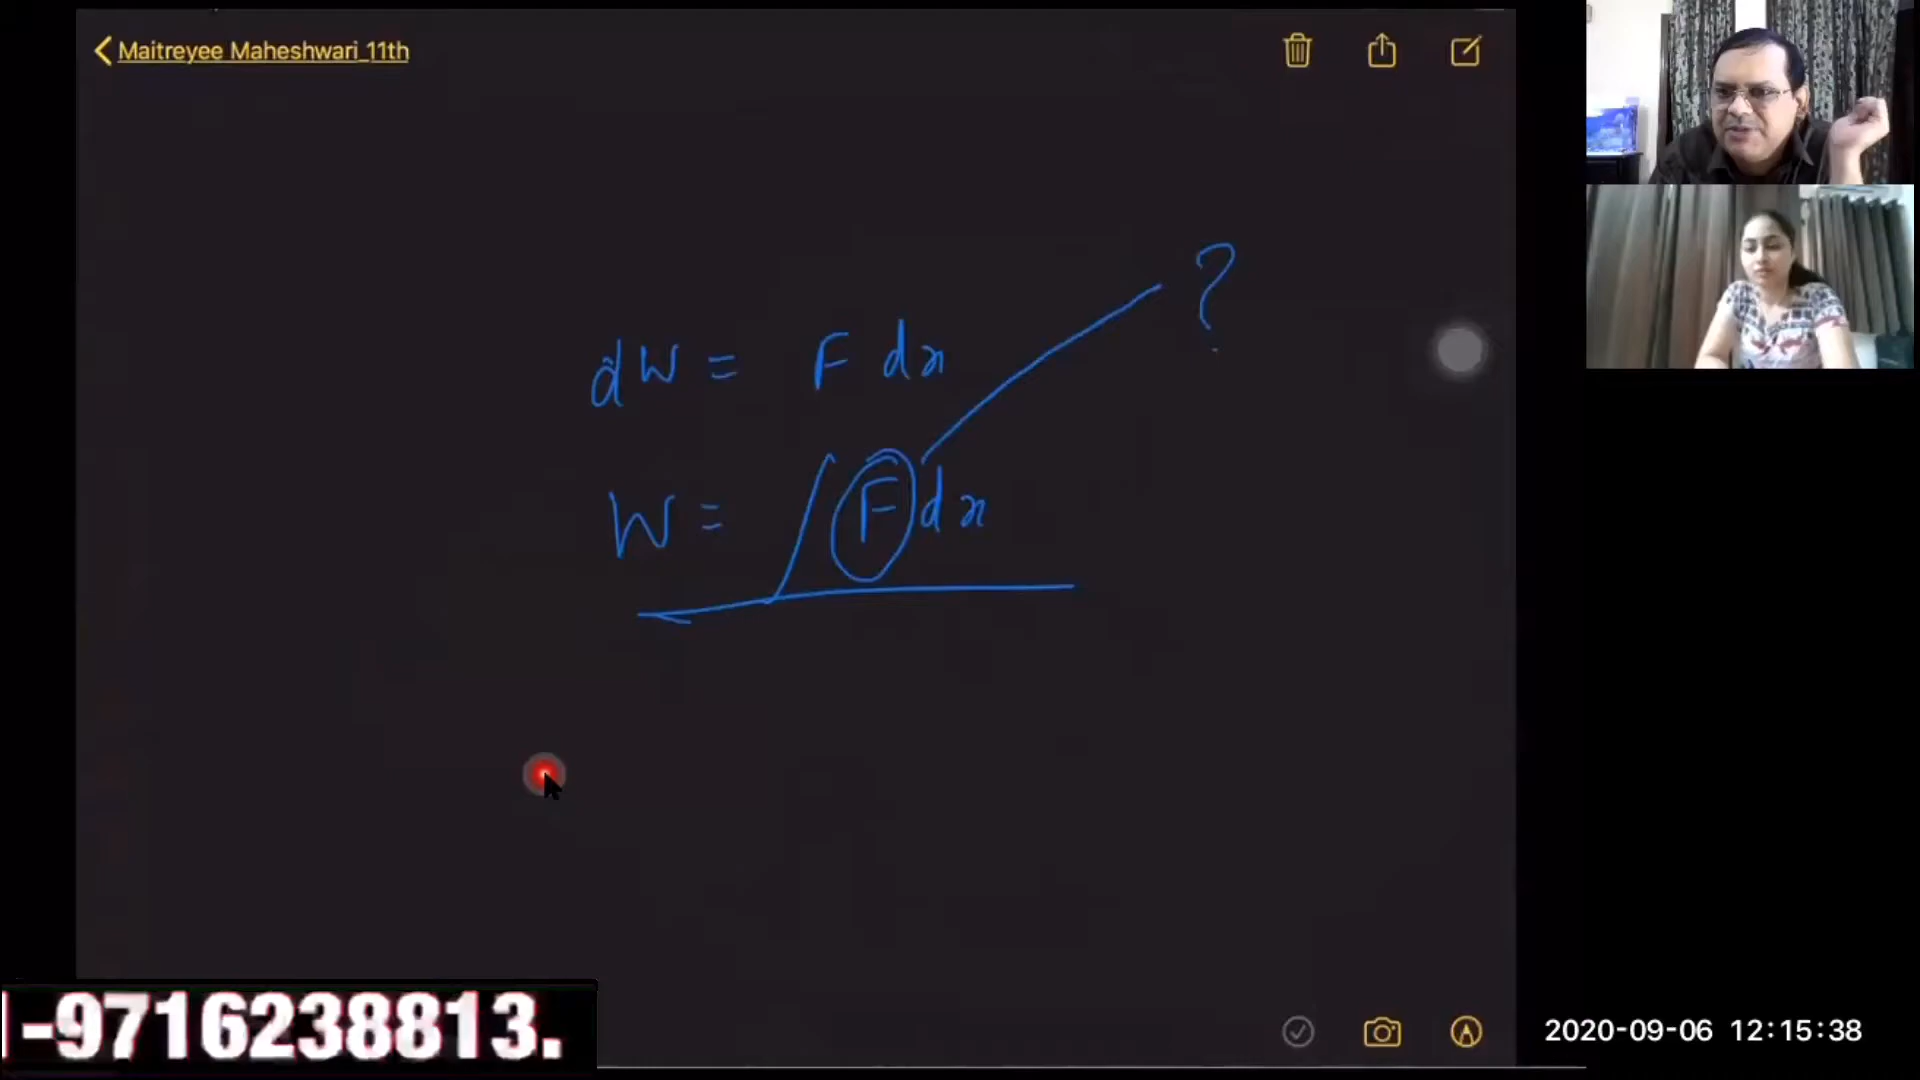 Maitreyee Maheshwari_11th
?
dW = F dx
W = ∫ F dx
-9716238813.
2020-09-06 12:15:38